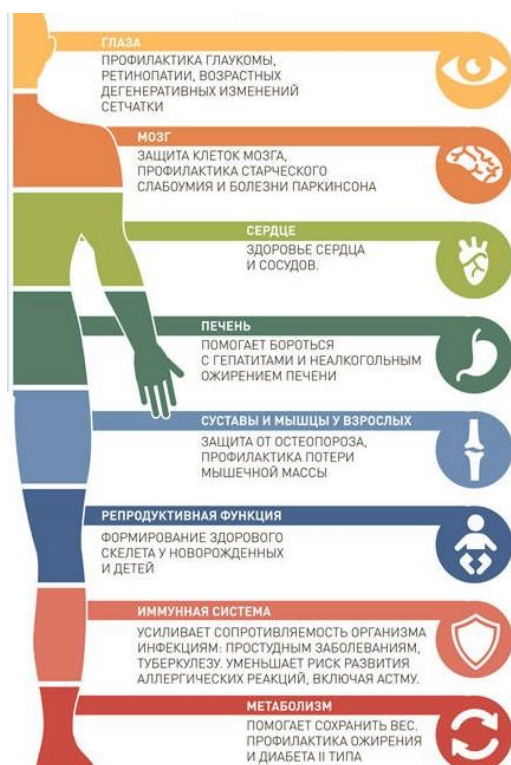 ГЛАЗА
ПРОФИЛАКТИКА ГЛАУКОМЫ,
РЕТИНОПАТИИ, ВОЗРАСТНЫХ
ДЕГЕНЕРАТИВНЫХ ИЗМЕНЕНИЙ
СЕТЧАТКИ
МОЗГ
ЗАЩИТА КЛЕТОК МОЗГА,
ПРОФИЛАКТИКА СТАРЧЕСКОГО
СЛАБОУМИЯ И БОЛЕЗНИ ПАРКИНСОНА
СЕРДЦЕ
ЗДОРОВЬЕ СЕРДЦА
И СОСУДОВ.
ПЕЧЕНЬ
ПОМОГАЕТ БОРОТЬСЯ
С ГЕПАТИТАМИ И НЕАЛКОГОЛЬНЫМ
ОЖИРЕНИЕМ ПЕЧЕНИ
СУСТАВЫ И МЫШЦЫ У ВЗРОСЛЫХ
ЗАЩИТА ОТ ОСТЕОПОРОЗА,
ПРОФИЛАКТИКА ПОТЕРИ
МЫШЕЧНОЙ МАССЫ
РЕПРОДУКТИВНАЯ ФУНКЦИЯ
ФОРМИРОВАНИЕ ЗДОРОВОГО
СКЕЛЕТА У НОВОРОЖДЕННЫХ
И ДЕТЕЙ
ИММУННАЯ СИСТЕМА
УСИЛИВАЕТ СОПРОТИВЛЯЕМОСТЬ ОРГАНИЗМА
ИНФЕКЦИЯМ: ПРОСТУДНЫМ ЗАБОЛЕВАНИЯМ,
ТУБЕРКУЛЕЗУ. УМЕНЬШАЕТ РИСК РАЗВИТИЯ
АЛЛЕРГИЧЕСКИХ РЕАКЦИЙ, ВКЛЮЧАЯ АСТМУ.
МЕТАБОЛИЗМ
ПОМОГАЕТ СОХРАНИТЬ ВЕС.
ПРОФИЛАКТИКА ОЖИРЕНИЯ
И ДИАБЕТА II ТИПА